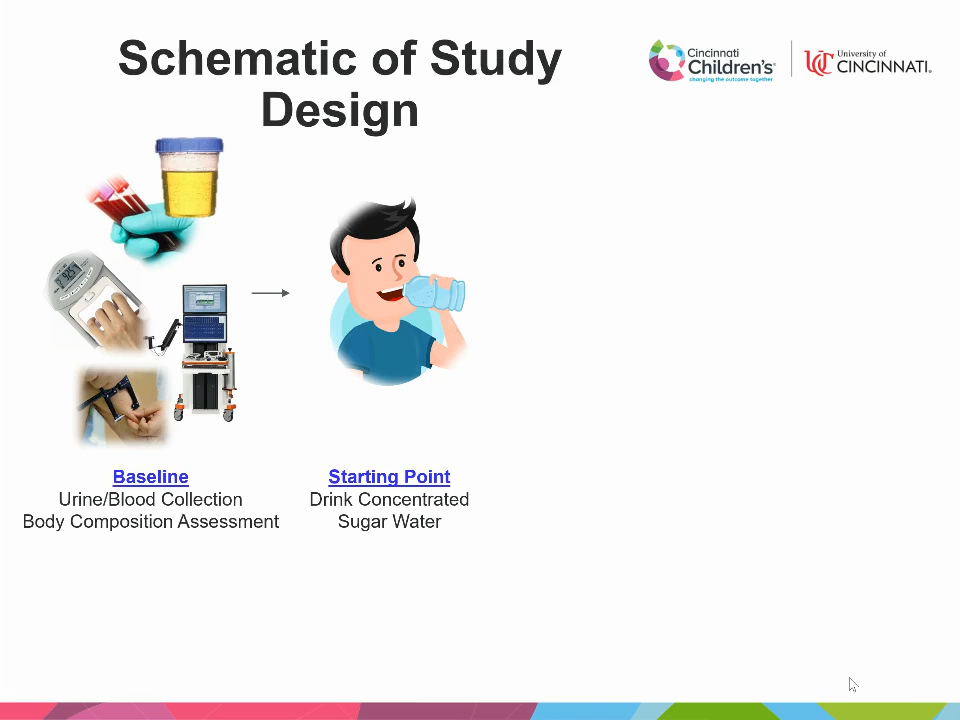 Schematic of Study
Design
Cincinnati
Children's
changing the outcome together
University of
CINCINNATI.
Baseline
Urine/Blood Collection
Body Composition Assessment
Starting Point
Drink Concentrated
Sugar Water